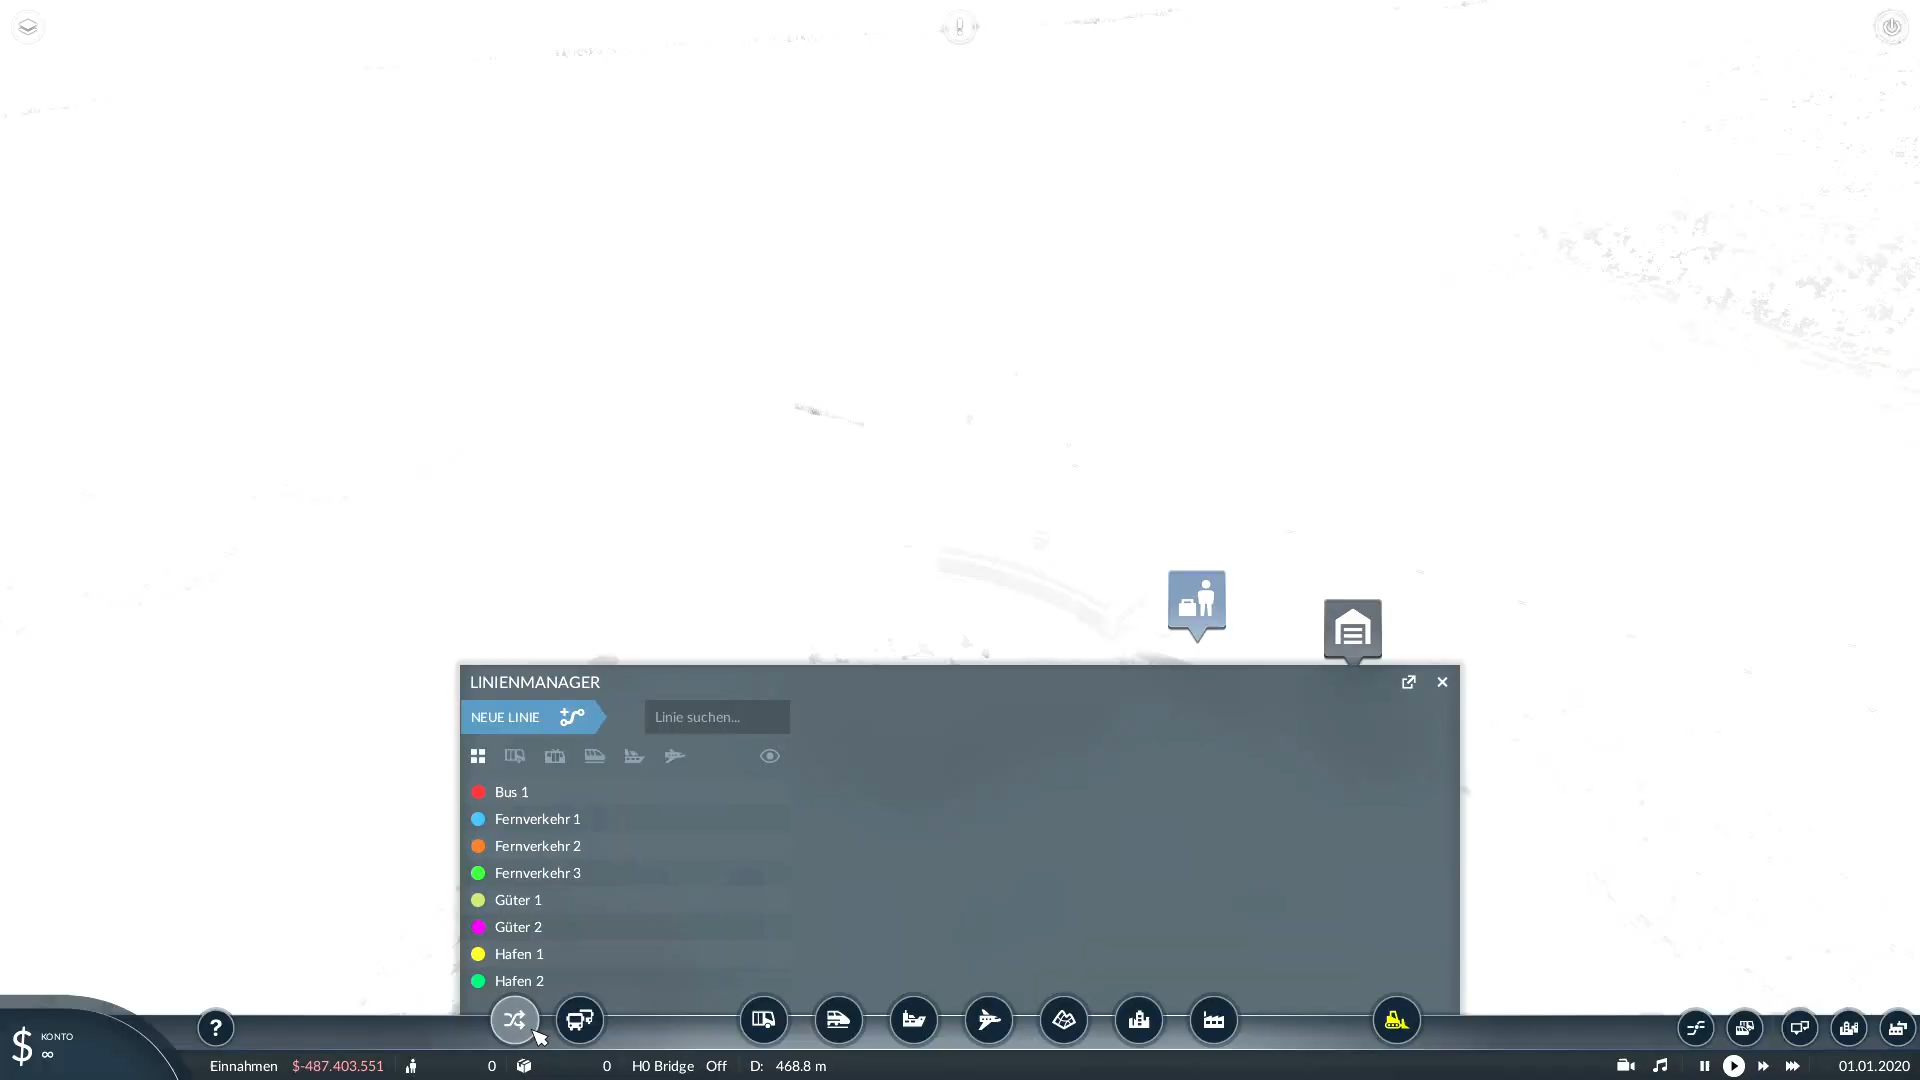 LINIENMANAGER
NEUE LINIE
Linie suchen...
Bus 1
Fernverkehr 1
Fernverkehr 2
Fernverkehr 3
Güter 1
Güter 2
Hafen 1
Hafen 2
?
$ KONTO
∞
Einnahmen $-487.403.551 0 0 H0 Bridge Off D: 468.8 m 01.01.2020